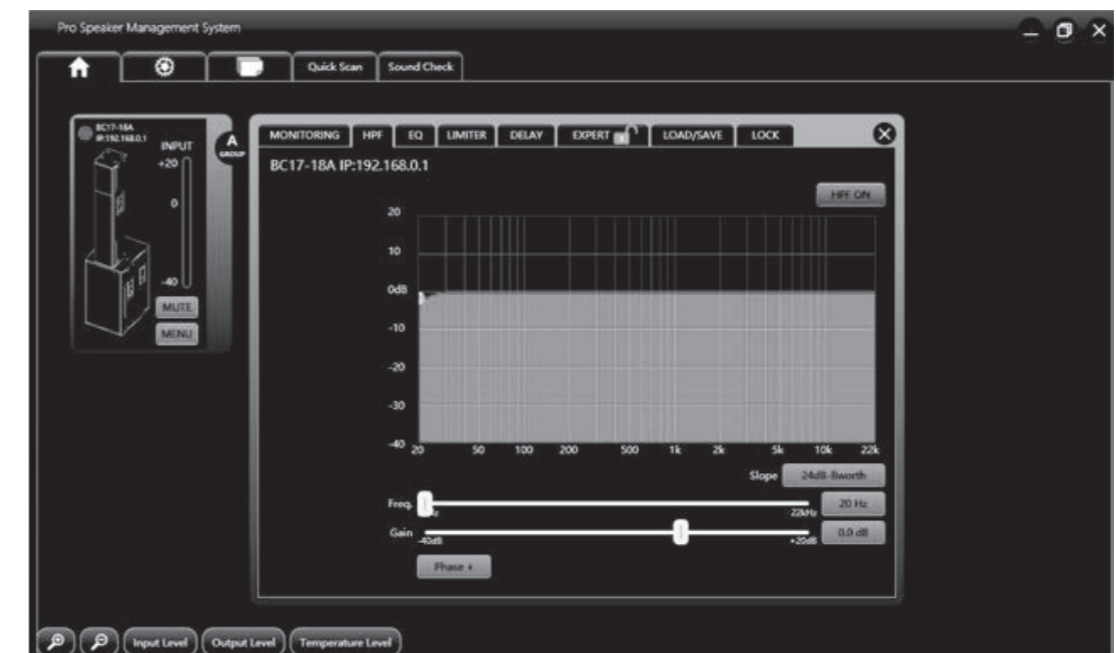 Pro Speaker Management System
Quick Scan
Sound Check
BC17-18A
IP:192.168.0.1
INPUT
+20
0
-40
MUTE
MENU
A
GROUP
MONITORING HPF EQ LIMITER DELAY EXPERT LOAD/SAVE LOCK
BC17-18A IP:192.168.0.1
HPF ON
20
10
0dB
-10
-20
-30
-40
20 50 100 200 500 1k 2k 5k 10k 22k
Slope 24dB-Bworth
Freq. 22kHz 20 Hz
Gain -40dB +20dB 0.0 dB
Phase +
Input Level Output Level Temperature Level